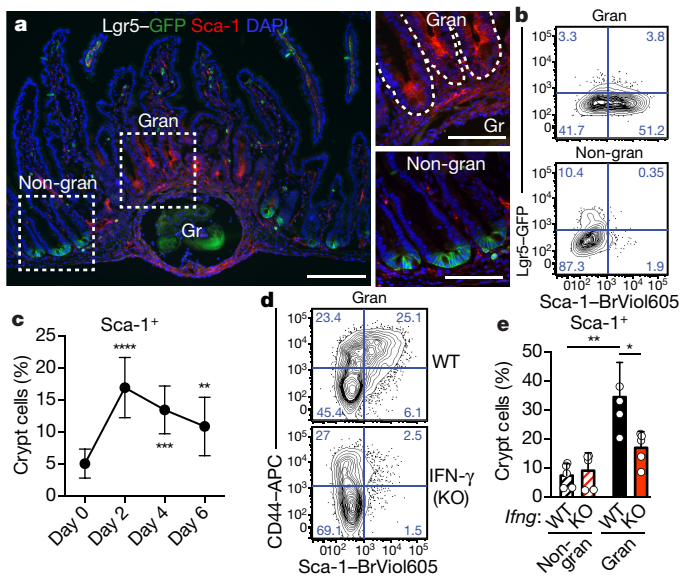 a
Lgr5–GFP Sca-1 DAPI
Gran
Non-gran
Gr
Gran
Gr
Non-gran
b
Gran
3.3 3.8
41.7 51.2
10⁵
10⁴
10³
10²
0
Non-gran
10.4 0.35
87.3 1.9
10⁵
10⁴
10³
10²
0
Lgr5–GFP
0 10² 10³ 10⁴ 10⁵
Sca-1–BrViol605
c
Sca-1⁺
Crypt cells (%)
25
20
15
10
5
0
****
***
**
Day 0
Day 2
Day 4
Day 6
d
Gran
23.4 25.1
45.4 6.1
10⁵
10⁴
10³
10²
0
WT
27 2.5
69.1 1.5
10⁵
10⁴
10³
10²
0
IFN-γ
(KO)
CD44–APC
0 10² 10³ 10⁴ 10⁵
Sca-1–BrViol605
e
Sca-1⁺
** *
Crypt cells (%)
50
40
30
20
10
0
Ifng: WT KO WT KO
Non-
gran
Gran